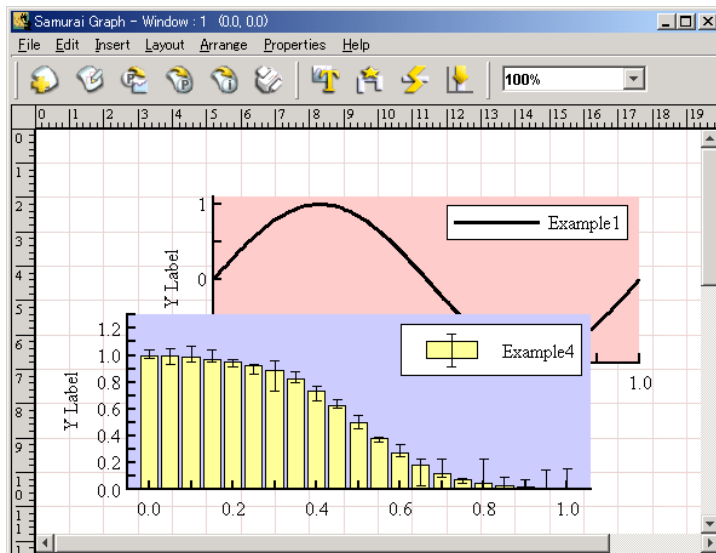 Samurai Graph - Window : 1 (0.0, 0.0)
File Edit Insert Layout Arrange Properties Help
P P i T 100%
0 1 2 3 4 5 6 7 8 9 10 11 12 13 14 15 16 17 18 19
0
1
2
3
4
5
6
7
8
9
10
11
1
0
Y Label
Example1
1.0
1.2
1.0
0.8
0.6
0.4
0.2
0.0
Y Label
Example4
0.0 0.2 0.4 0.6 0.8 1.0